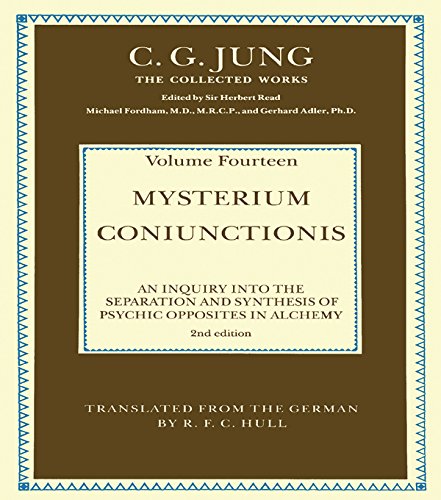 C. G. JUNG
THE COLLECTED WORKS
Edited by Sir Herbert Read
Michael Fordham, M.D., M.R.C.P., and Gerhard Adler, Ph.D.
Volume Fourteen
MYSTERIUM
CONIUNCTIONIS
AN INQUIRY INTO THE
SEPARATION AND SYNTHESIS OF
PSYCHIC OPPOSITES IN ALCHEMY
2nd edition
TRANSLATED FROM THE GERMAN
BY R. F. C. HULL